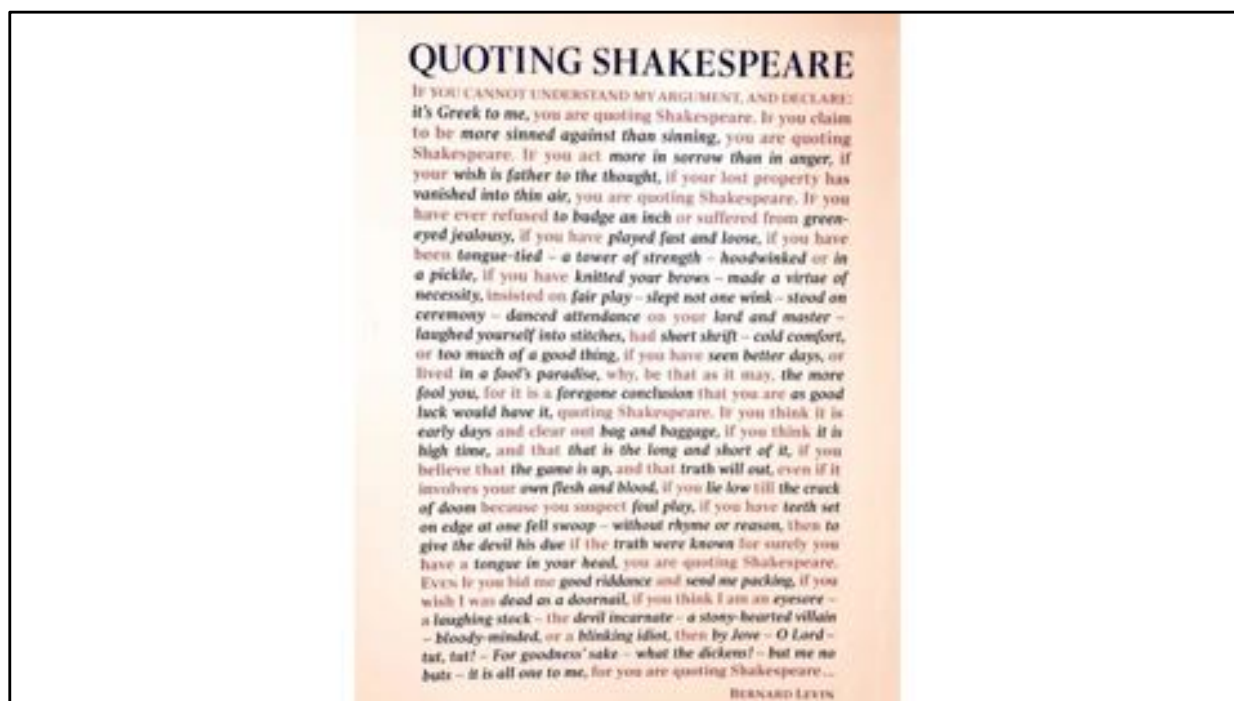 QUOTING SHAKESPEARE
IF YOU CANNOT UNDERSTAND MY ARGUMENT, AND DECLARE:
it's Greek to me, you are quoting Shakespeare. If you claim
to be more sinned against than sinning, you are quoting
Shakespeare. If you act more in sorrow than in anger, if
your wish is father to the thought, if your lost property has
vanished into thin air, you are quoting Shakespeare. If you
have ever refused to budge an inch or suffered from green-
eyed jealousy, if you have played fast and loose, if you have
been tongue-tied – a tower of strength – hoodwinked or in
a pickle, if you have knitted your brows – made a virtue of
necessity, insisted on fair play – slept not one wink – stood on
ceremony – danced attendance on your lord and master –
laughed yourself into stitches, had short shrift – cold comfort,
or too much of a good thing, if you have seen better days, or
lived in a fool's paradise, why, be that as it may, the more
fool you, for it is a foregone conclusion that you are as good
luck would have it, quoting Shakespeare. If you think it is
early days and clear out bag and baggage, if you think it is
high time, and that that is the long and short of it, if you
believe that the game is up, and that truth will out, even if it
involves your own flesh and blood, if you lie low till the crack
of doom because you suspect foul play, if you have teeth set
on edge at one fell swoop – without rhyme or reason, then to
give the devil his due if the truth were known for surely you
have a tongue in your head, you are quoting Shakespeare.
Even if you bid me good riddance and send me packing, if you
wish I was dead as a doornail, if you think I am an eyesore –
a laughing stock – the devil incarnate – a stony-hearted villain
– bloody-minded, or a blinking idiot, then by Jove – O Lord –
tut, tut! – For goodness' sake – what the dickens! – but me no
buts – it is all one to me, for you are quoting Shakespeare...
BERNARD LEVIN